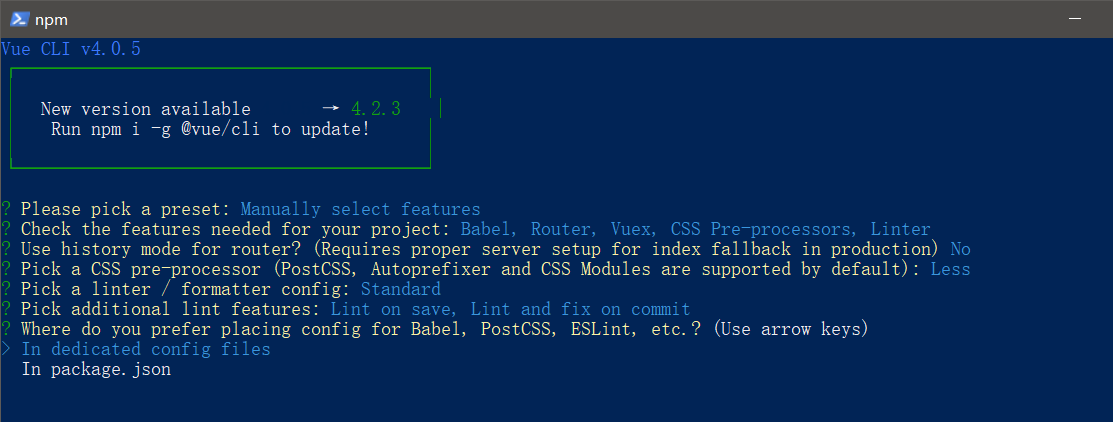 npm
Vue CLI v4.0.5
New version available → 4.2.3
Run npm i -g @vue/cli to update!
? Please pick a preset: Manually select features
? Check the features needed for your project: Babel, Router, Vuex, CSS Pre-processors, Linter
? Use history mode for router? (Requires proper server setup for index fallback in production) No
? Pick a CSS pre-processor (PostCSS, Autoprefixer and CSS Modules are supported by default): Less
? Pick a linter / formatter config: Standard
? Pick additional lint features: Lint on save, Lint and fix on commit
? Where do you prefer placing config for Babel, PostCSS, ESLint, etc.? (Use arrow keys)
> In dedicated config files
In package.json